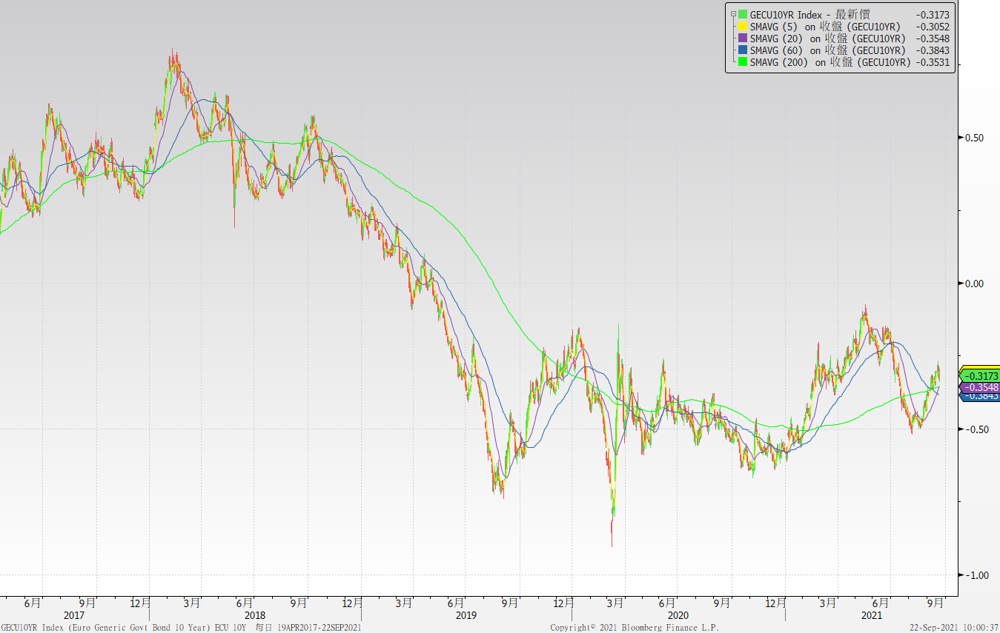 GECU10YR Index - 最新價 -0.3173
SMAVG (5) on 收盤 (GECU10YR) -0.3052
SMAVG (20) on 收盤 (GECU10YR) -0.3548
SMAVG (60) on 收盤 (GECU10YR) -0.3843
SMAVG (200) on 收盤 (GECU10YR) -0.3531
0.50
0.00
-0.3173
-0.3548
-0.3843
-0.50
-1.00
6月 9月 12月 3月 6月 9月 12月 3月 6月 9月 12月 3月 6月 9月 12月 3月 6月 9月
2017 2018 2019 2020 2021
GECU10YR Index (Euro Generic Govt Bond 10 Year) ECU 10Y 每日 19APR2017-22SEP2021 Copyright© 2021 Bloomberg Finance L.P. 22-Sep-2021 10:00:37